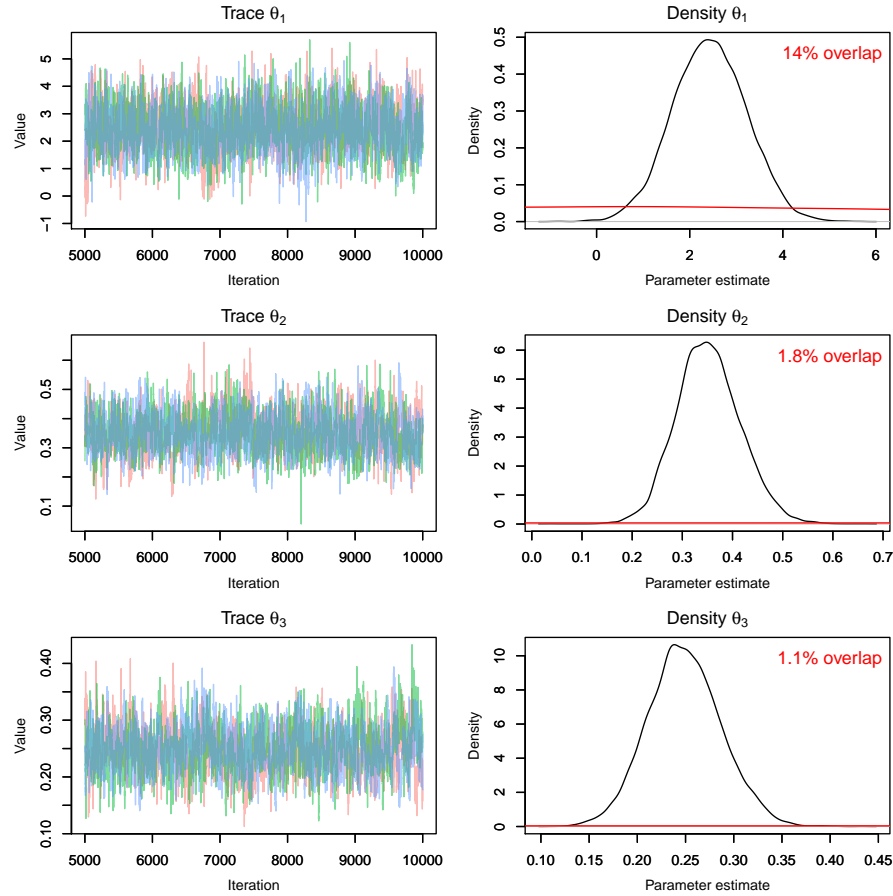 Trace θ1
Value
−1 0 1 2 3 4 5
5000 6000 7000 8000 9000 10000
Iteration
Density θ1
14% overlap
Density
0.0 0.1 0.2 0.3 0.4 0.5
0 2 4 6
Parameter estimate
Trace θ2
Value
0.1 0.3 0.5
5000 6000 7000 8000 9000 10000
Iteration
Density θ2
1.8% overlap
Density
0 1 2 3 4 5 6
0.0 0.1 0.2 0.3 0.4 0.5 0.6 0.7
Parameter estimate
Trace θ3
Value
0.10 0.20 0.30 0.40
5000 6000 7000 8000 9000 10000
Iteration
Density θ3
1.1% overlap
Density
0 2 4 6 8 10
0.10 0.15 0.20 0.25 0.30 0.35 0.40 0.45
Parameter estimate